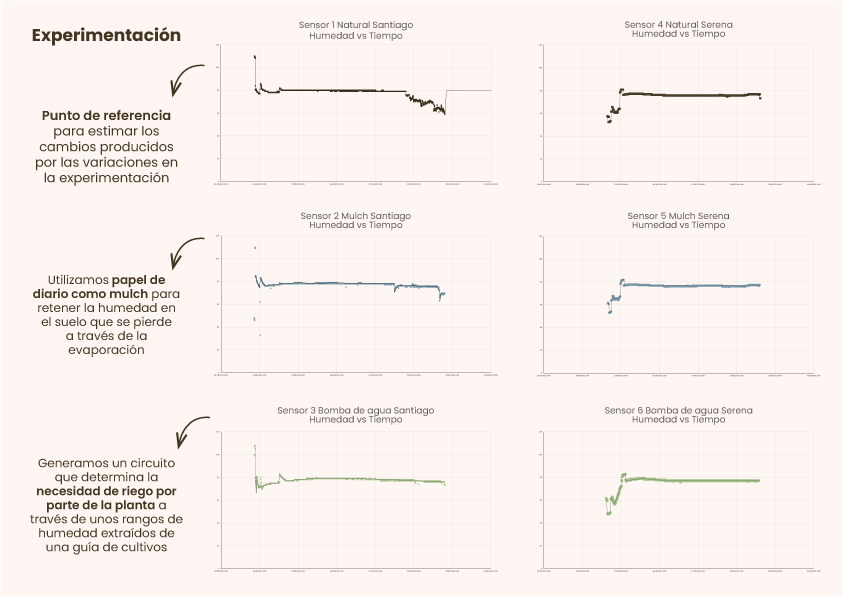 Experimentación
Punto de referencia
para estimar los
cambios producidos
por las variaciones en
la experimentación
Sensor 1 Natural Santiago
Humedad vs Tiempo
Sensor 4 Natural Serena
Humedad vs Tiempo
Utilizamos papel de
diario como mulch para
retener la humedad en
el suelo que se pierde
a través de la
evaporación
Sensor 2 Mulch Santiago
Humedad vs Tiempo
Sensor 5 Mulch Serena
Humedad vs Tiempo
Generamos un circuito
que determina la
necesidad de riego por
parte de la planta a
través de unos rangos de
humedad extraídos de
una guía de cultivos
Sensor 3 Bomba de agua Santiago
Humedad vs Tiempo
Sensor 6 Bomba de agua Serena
Humedad vs Tiempo